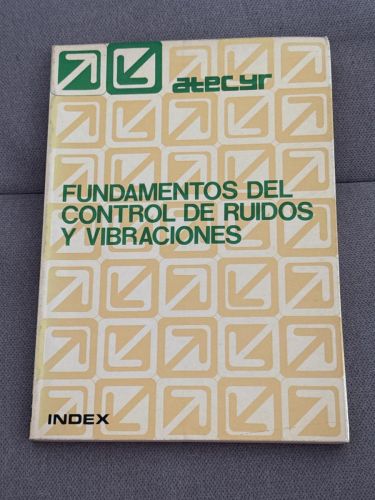 atecyr
FUNDAMENTOS DEL
CONTROL DE RUIDOS
Y VIBRACIONES
INDEX